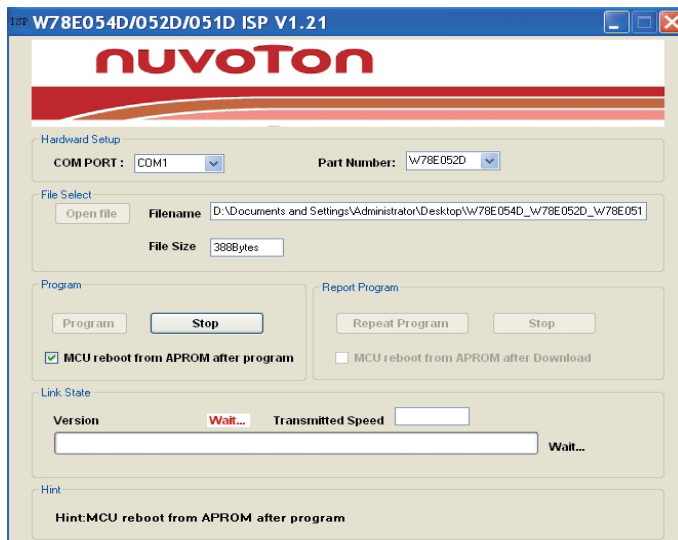 ISP W78E054D/052D/051D ISP V1.21
nuvoTon
Hardward Setup
COM PORT : COM1 Part Number: W78E052D
File Select
Open file Filename D:\Documents and Settings\Administrator\Desktop\W78E054D_W78E052D_W78E051
File Size 388Bytes
Program Report Program
Program Stop Repeat Program Stop
MCU reboot from APROM after program MCU reboot from APROM after Download
Link State
Version Wait... Transmitted Speed
Wait...
Hint
Hint:MCU reboot from APROM after program